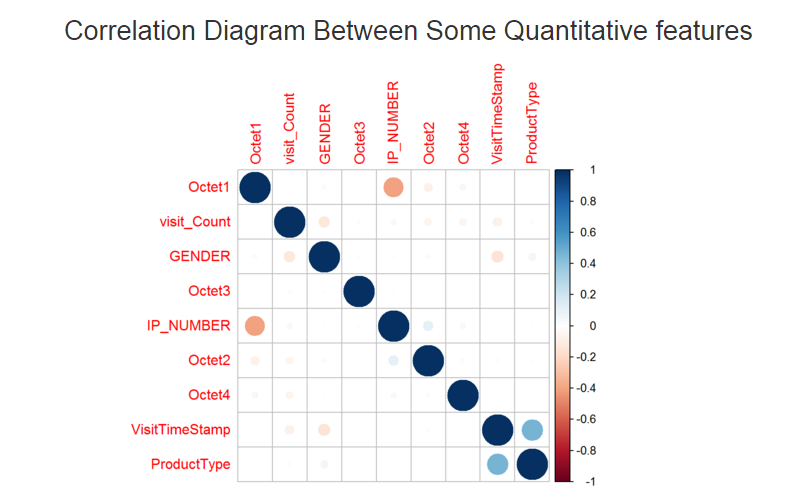 Correlation Diagram Between Some Quantitative features
Octet1
visit_Count
GENDER
Octet3
IP_NUMBER
Octet2
Octet4
VisitTimeStamp
ProductType
Octet1
visit_Count
GENDER
Octet3
IP_NUMBER
Octet2
Octet4
VisitTimeStamp
ProductType
1
0.8
0.6
0.4
0.2
0
-0.2
-0.4
-0.6
-0.8
-1